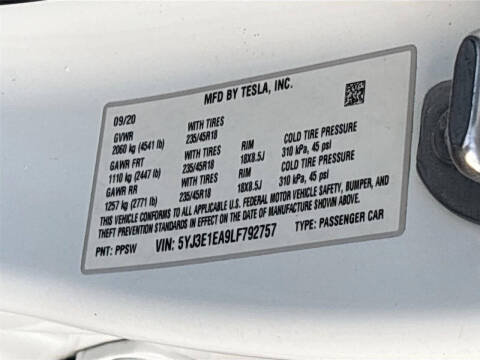 MFD BY TESLA, INC.
09/20
GVWR WITH TIRES
2060 kg (4541 lb) 235/45R18
GAWR FRT WITH TIRES RIM COLD TIRE PRESSURE
1110 kg (2447 lb) 235/45R18 18X8.5J 310 kPa, 45 psi
GAWR RR WITH TIRES RIM COLD TIRE PRESSURE
1257 kg (2771 lb) 235/45R18 18X8.5J 310 kPa, 45 psi
THIS VEHICLE CONFORMS TO ALL APPLICABLE U.S. FEDERAL MOTOR VEHICLE SAFETY, BUMPER, AND
THEFT PREVENTION STANDARDS IN EFFECT ON THE DATE OF MANUFACTURE SHOWN ABOVE.
PNT: PPSW VIN: 5YJ3E1EA9LF792757 TYPE: PASSENGER CAR